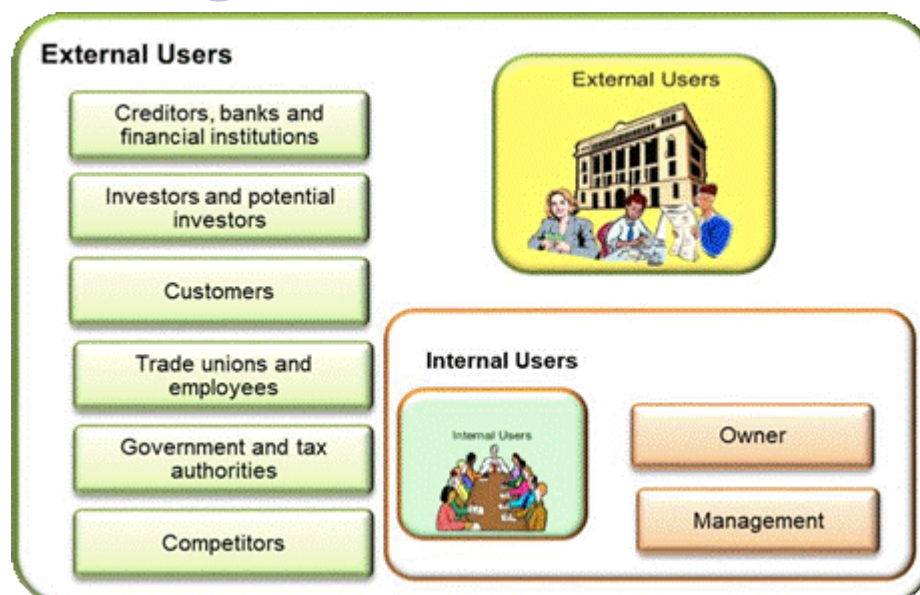 External Users
External Users
Creditors, banks and
financial institutions
Investors and potential
investors
Customers
Trade unions and
employees
Government and tax
authorities
Competitors
Internal Users
Internal Users
Owner
Management